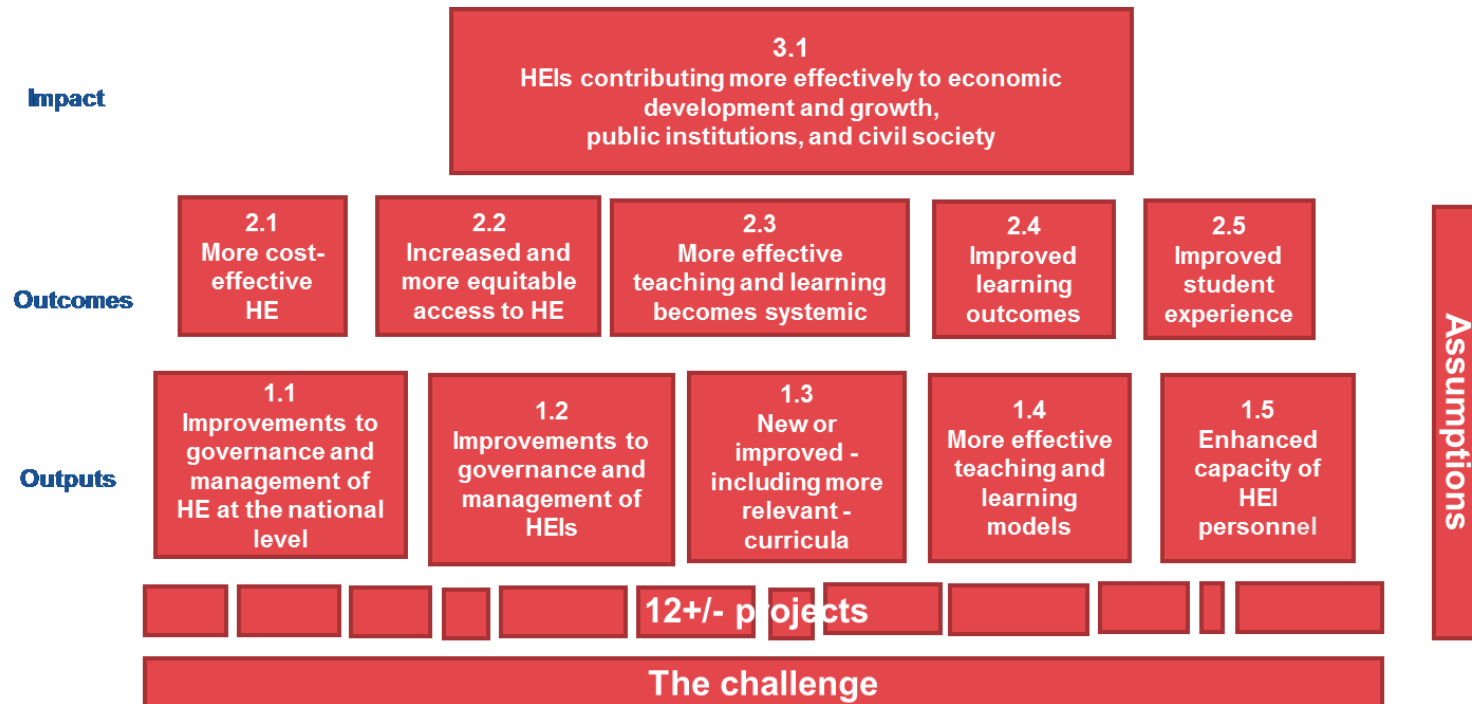 Impact
3.1
HEIs contributing more effectively to economic
development and growth,
public institutions, and civil society
Outcomes
2.1
More cost-
effective
HE
2.2
Increased and
more equitable
access to HE
2.3
More effective
teaching and learning
becomes systemic
2.4
Improved
learning
outcomes
2.5
Improved
student
experience
Outputs
1.1
Improvements to
governance and
management of
HE at the national
level
1.2
Improvements to
governance and
management of
HEIs
1.3
New or
improved -
including more
relevant -
curricula
1.4
More effective
teaching and
learning
models
1.5
Enhanced
capacity of
HEI
personnel
12+/- projects
The challenge
Assumptions